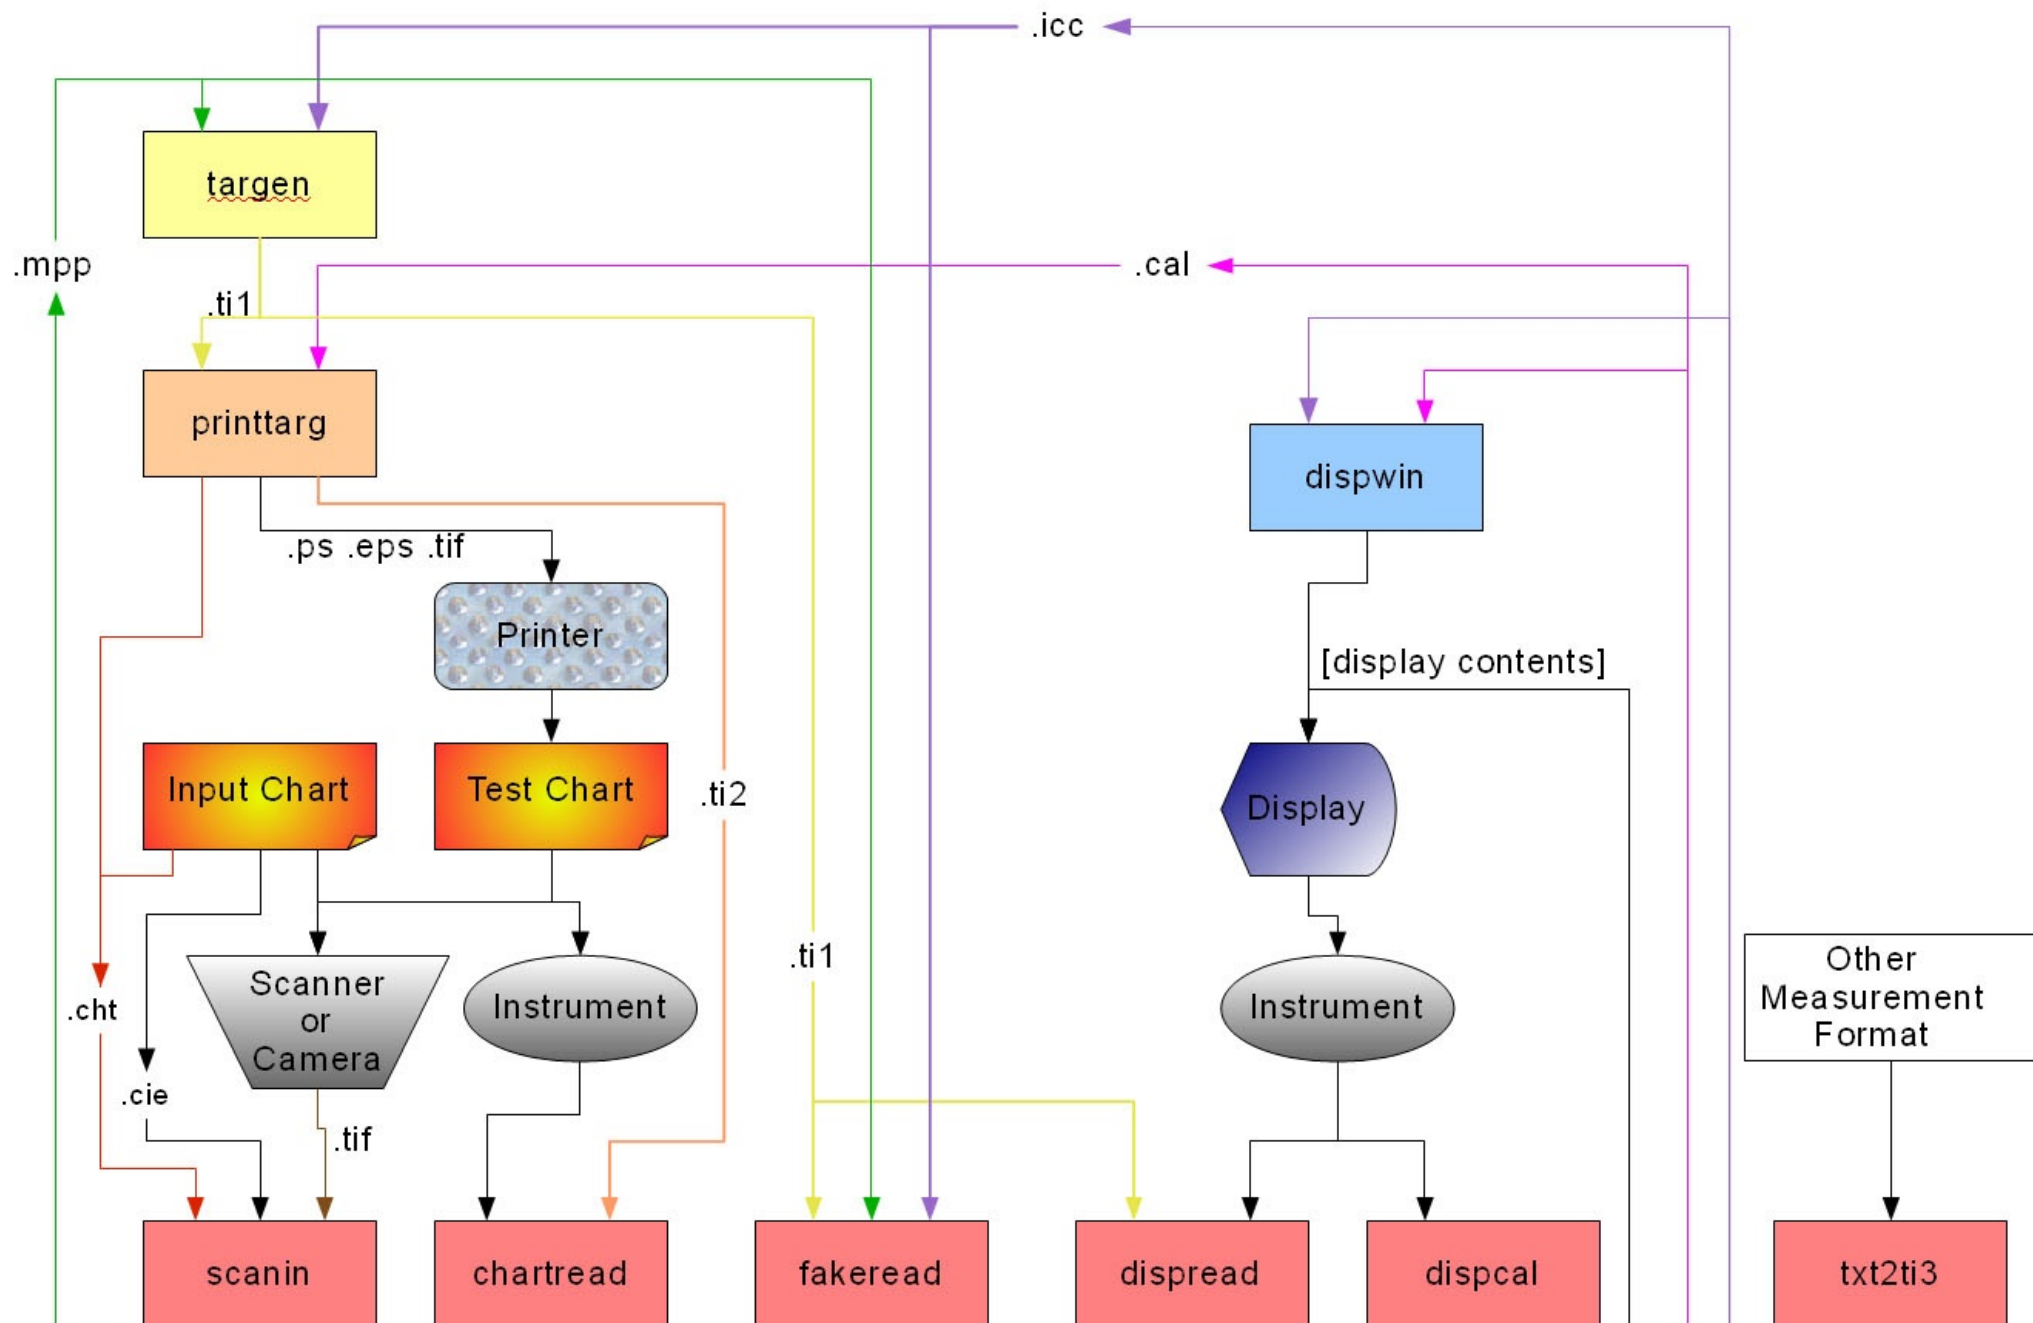 .icc
targen
.mpp
.cal
.ti1
printtarg
dispwin
.ps .eps .tif
Printer
[display contents]
Input Chart
Test Chart
.ti2
Display
.ti1
Scanner
or
Camera
Instrument
Instrument
Other
Measurement
Format
.cht
.cie
.tif
scanin
chartread
fakeread
dispread
dispcal
txt2ti3